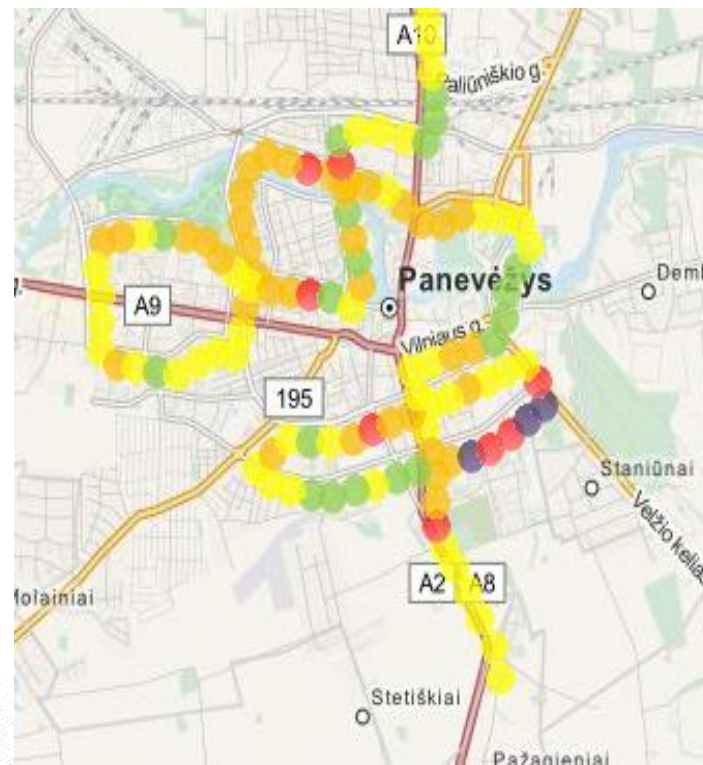 A10
Paliūniškio g.
Panevėžys
Demb
A9
Vilniaus g.
195
Staniūnai
Velžio kelias
A2
A8
Molainiai
Stetiškiai
Pažagieniai